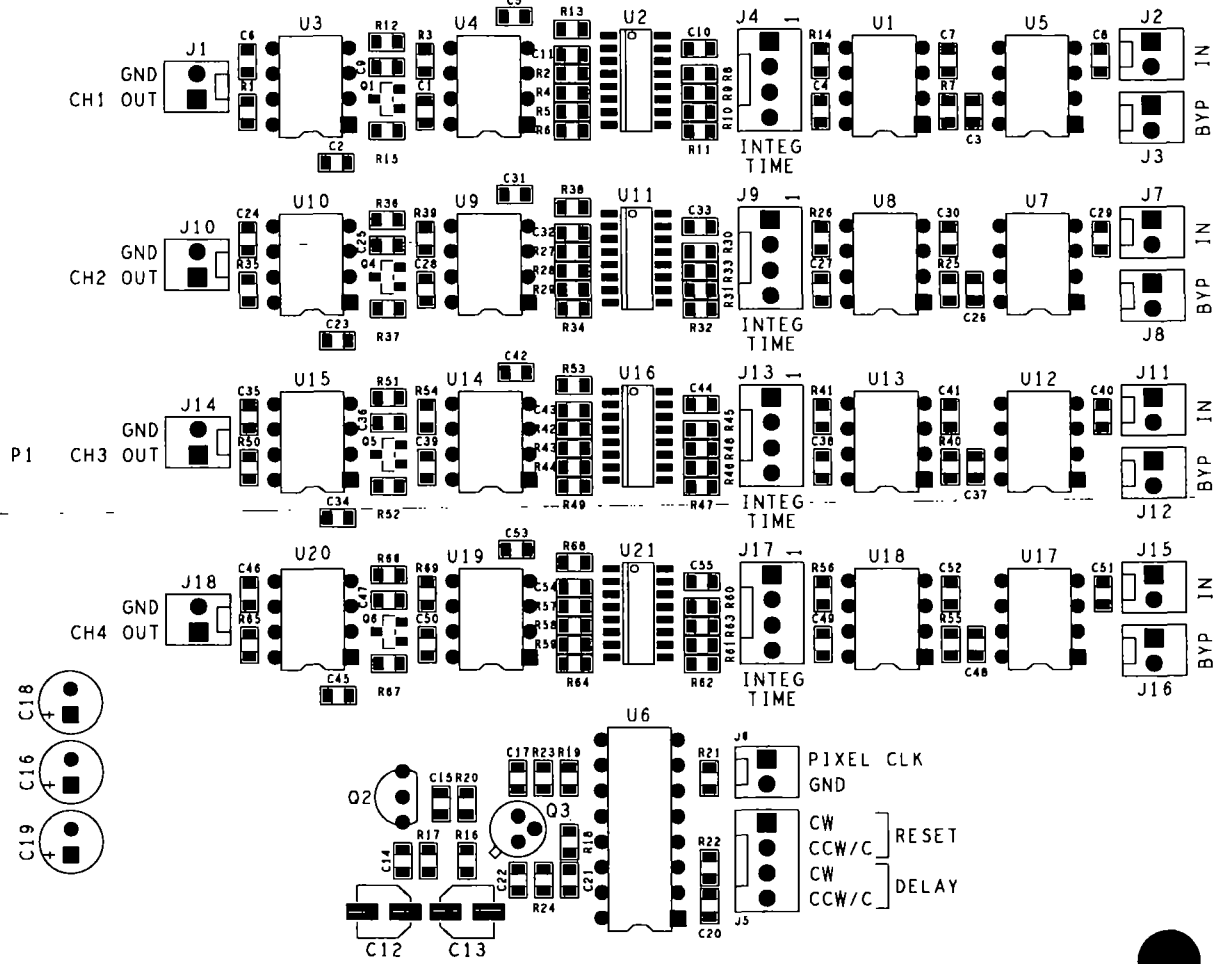 C5
U3 R12 U4 R13 U2 J4 1 U1 U5 J2
C6 R3 C11 C10 R14 C7 C8 IN
J1 C9 R2 R8
GND Q1 R4 R9
CH1 OUT R1 C1 R5 R10 C4 R7 BYP
R6 R11 C3
C2 R15 INTEG TIME J3
C31
U10 R36 U9 R38 U11 J9 1 U8 U7 J7
C24 R39 C33 R26 C30 C29 IN
J10 C25 C32 R30
GND Q4 R27 R33
CH2 OUT R35 C28 R28 R31 C27 R25 BYP
R29 C26
C23 R37 R34 R32 INTEG TIME J8
C42
U15 R51 U14 R53 U16 J13 1 U13 U12 J11
C35 R54 C44 R41 C41 C40 IN
J14 C36 C43 R45
GND Q5 R42 R48
P1 CH3 OUT R50 C39 R43 R46 C38 R40 BYP
R44 C37
C34 R52 R49 R47 INTEG TIME J12
C53
U20 R66 U19 R68 U21 J17 1 U18 U17 J15
C46 R69 C55 R56 C52 C51 IN
J18 C47 C54 R60
GND Q6 R57 R63
CH4 OUT R65 C50 R58 R61 C49 R55 BYP
R59 C48
C45 R67 R64 R62 INTEG TIME J16
C18 +
C16 +
C19 +
U6
C17 R23 R19 R21 J6 PIXEL CLK
GND
Q2 C15 R20 Q3
CW
CCW/C RESET
C14 R17 R16 R18 R22
CW
CCW/C DELAY
C22 R24 C21 C20 J5
C12 C13